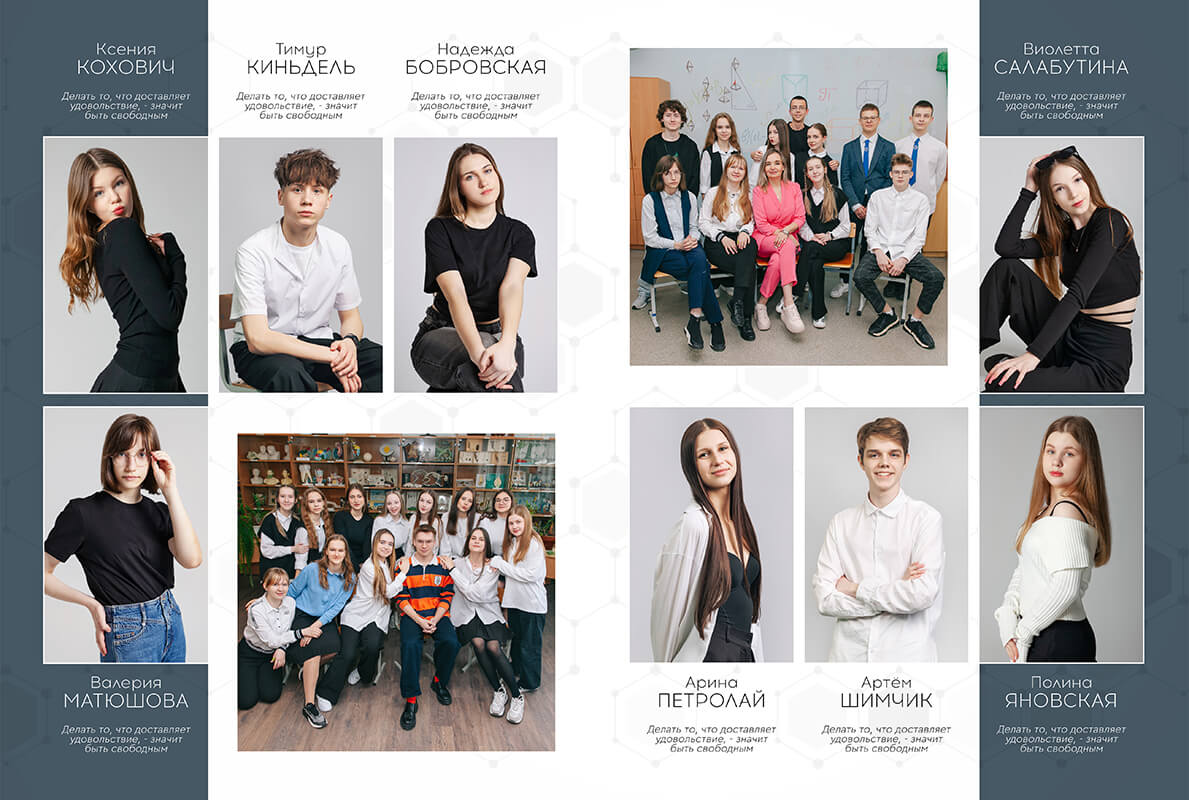 Ксения
КОХОВИЧ
Делать то, что доставляет
удовольствие, - значит
быть свободным
Тимур
КИНЬДЕЛЬ
Делать то, что доставляет
удовольствие, - значит
быть свободным
Надежда
БОБРОВСКАЯ
Делать то, что доставляет
удовольствие, - значит
быть свободным
Виолетта
САЛАБУТИНА
Делать то, что доставляет
удовольствие, - значит
быть свободным
Валерия
МАТЮШОВА
Делать то, что доставляет
удовольствие, - значит
быть свободным
Арина
ПЕТРОЛАЙ
Делать то, что доставляет
удовольствие, - значит
быть свободным
Артём
ШИМЧИК
Делать то, что доставляет
удовольствие, - значит
быть свободным
Полина
ЯНОВСКАЯ
Делать то, что доставляет
удовольствие, - значит
быть свободным